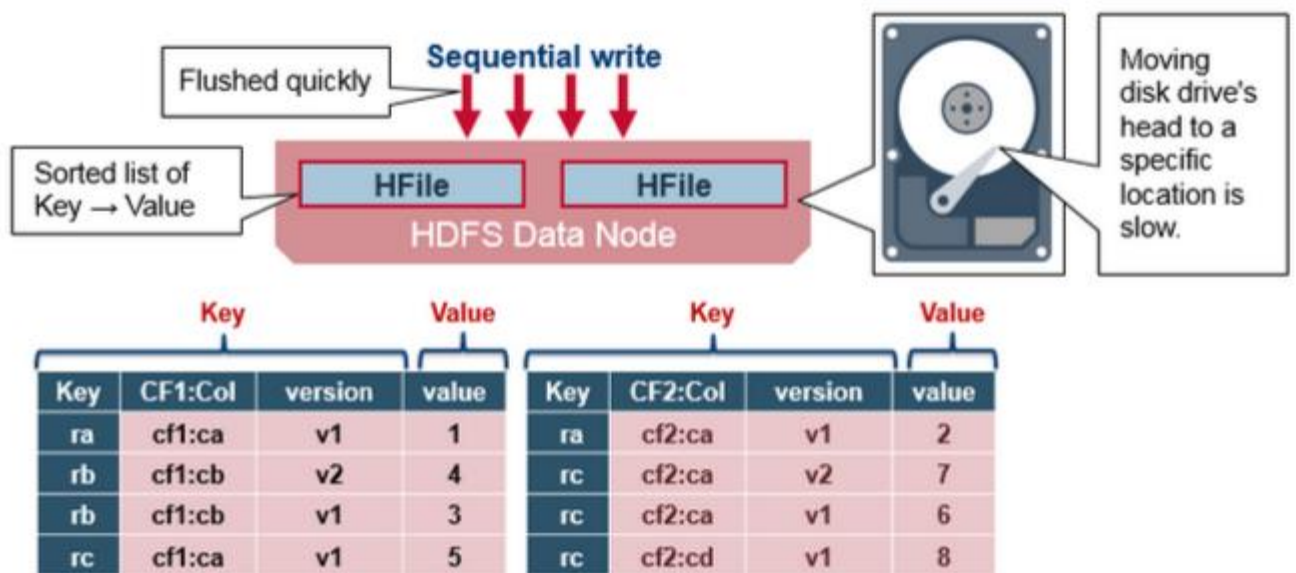 Sequential write
Flushed quickly
Moving
disk drive's
head to a
specific
location is
slow.
Sorted list of
Key → Value
HFile HFile
HDFS Data Node
Key Value Key Value
Key CF1:Col version value Key CF2:Col version value
ra cf1:ca v1 1 ra cf2:ca v1 2
rb cf1:cb v2 4 rc cf2:ca v2 7
rb cf1:cb v1 3 rc cf2:ca v1 6
rc cf1:ca v1 5 rc cf2:cd v1 8